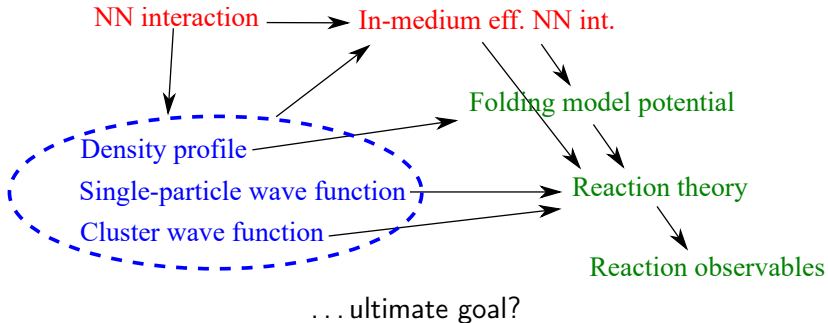 NN interaction
In-medium eff. NN int.
Folding model potential
Density profile
Single-particle wave function
Reaction theory
Cluster wave function
Reaction observables
...ultimate goal?